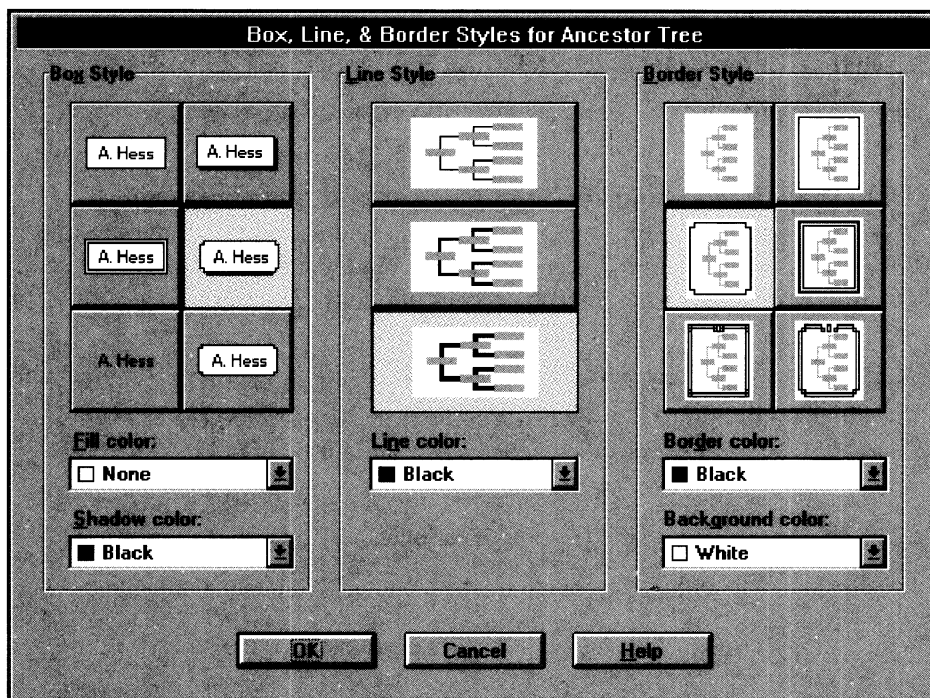 Box, Line, & Border Styles for Ancestor Tree
Box Style
A. Hess
A. Hess
A. Hess
A. Hess
A. Hess
A. Hess
Fill color:
None
Shadow color:
Black
Line Style
Line color:
Black
Border Style
Border color:
Black
Background color:
White
OK
Cancel
Help